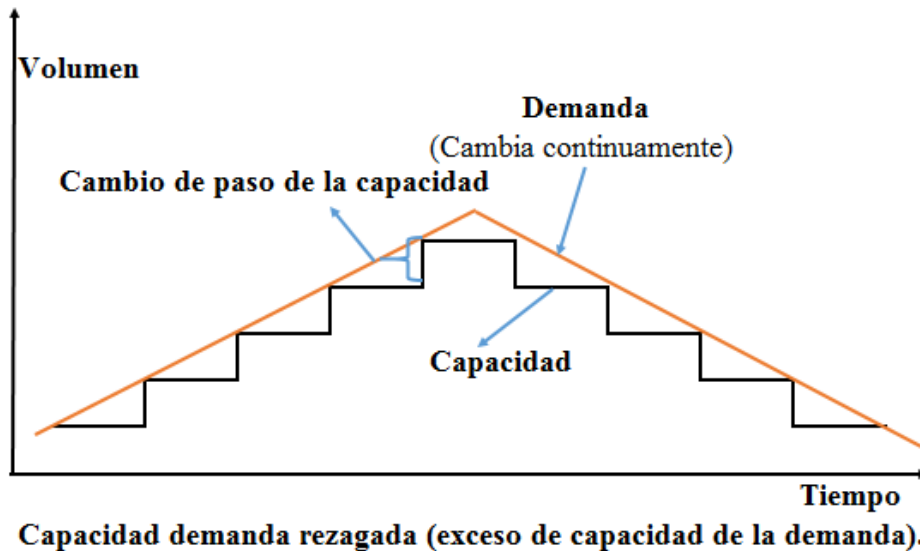 Volumen
Demanda
(Cambia continuamente)
Cambio de paso de la capacidad
Capacidad
Tiempo
Capacidad demanda rezagada (exceso de capacidad de la demanda).